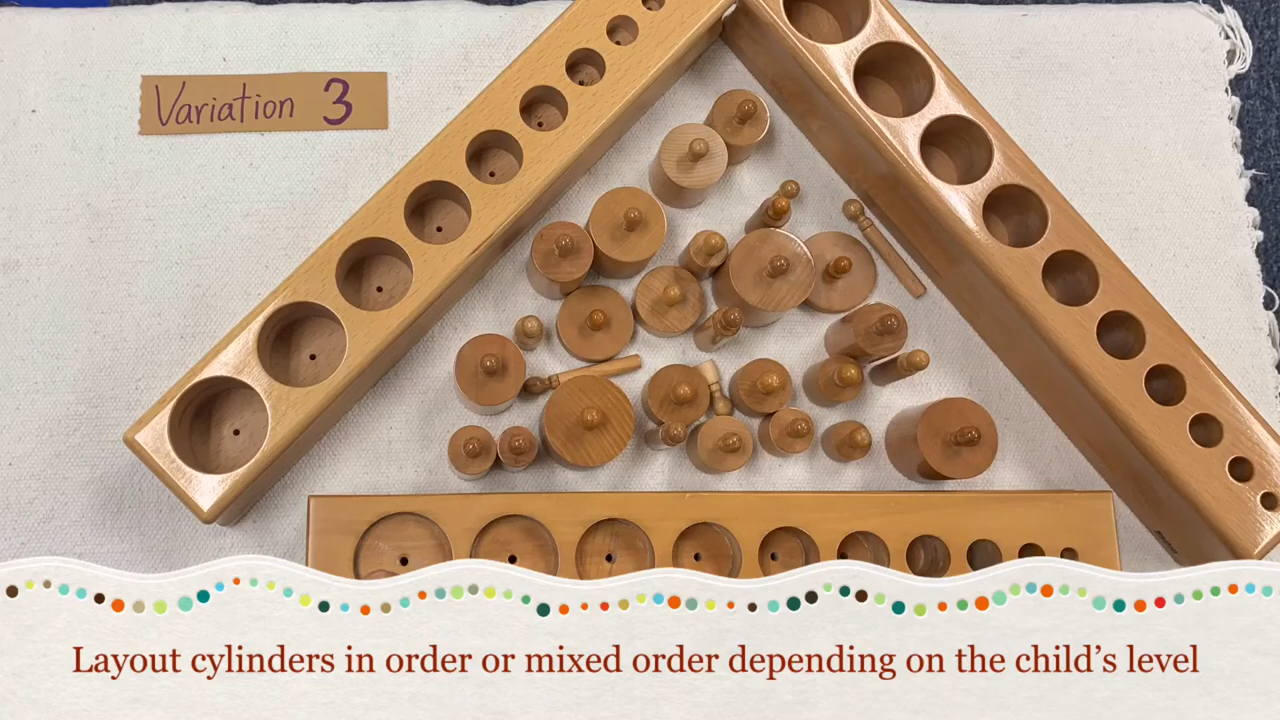 Variation 3
Layout cylinders in order or mixed order depending on the child’s level